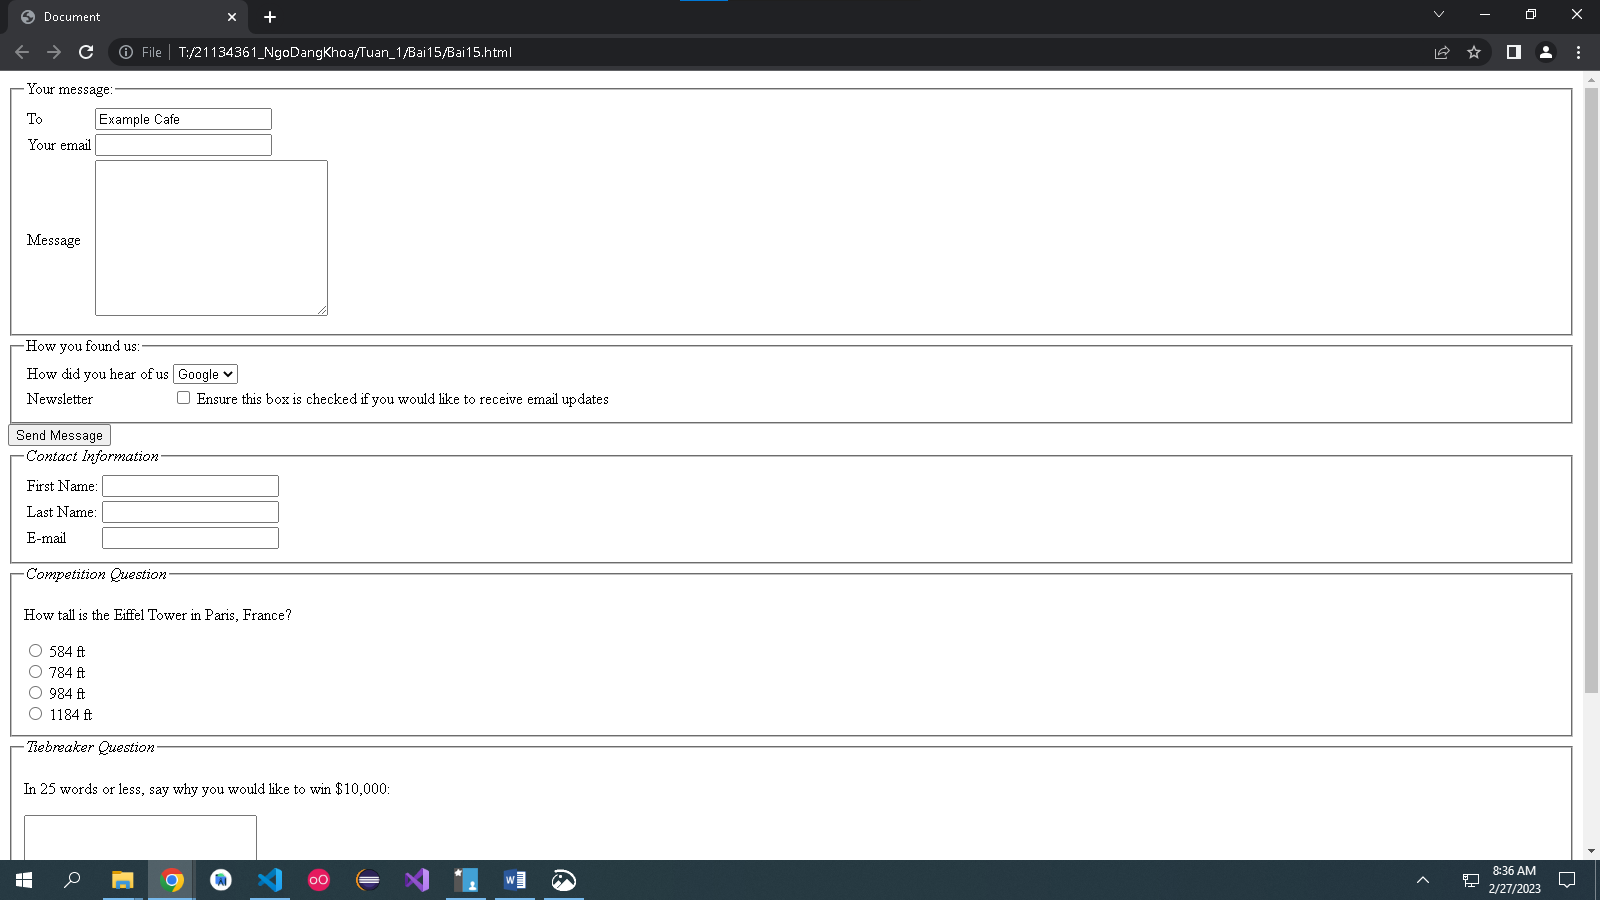 Document
File
T:/21134361_NgoDangKhoa/Tuan_1/Bai15/Bai15.html
Your message:
To
Example Cafe
Your email
Message
How you found us:
How did you hear of us
Google
Newsletter
Ensure this box is checked if you would like to receive email updates
Send Message
Contact Information
First Name:
Last Name:
E-mail
Competition Question
How tall is the Eiffel Tower in Paris, France?
584 ft
784 ft
984 ft
1184 ft
Tiebreaker Question
In 25 words or less, say why you would like to win $10,000:
8:36 AM
2/27/2023